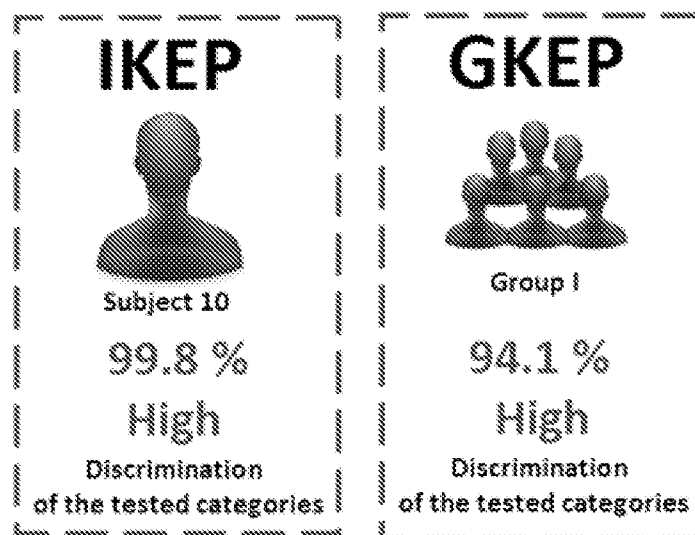 IKEP
Subject 10
99.8 %
High
Discrimination
of the tested categories
GKEP
Group I
94.1 %
High
Discrimination
of the tested categories